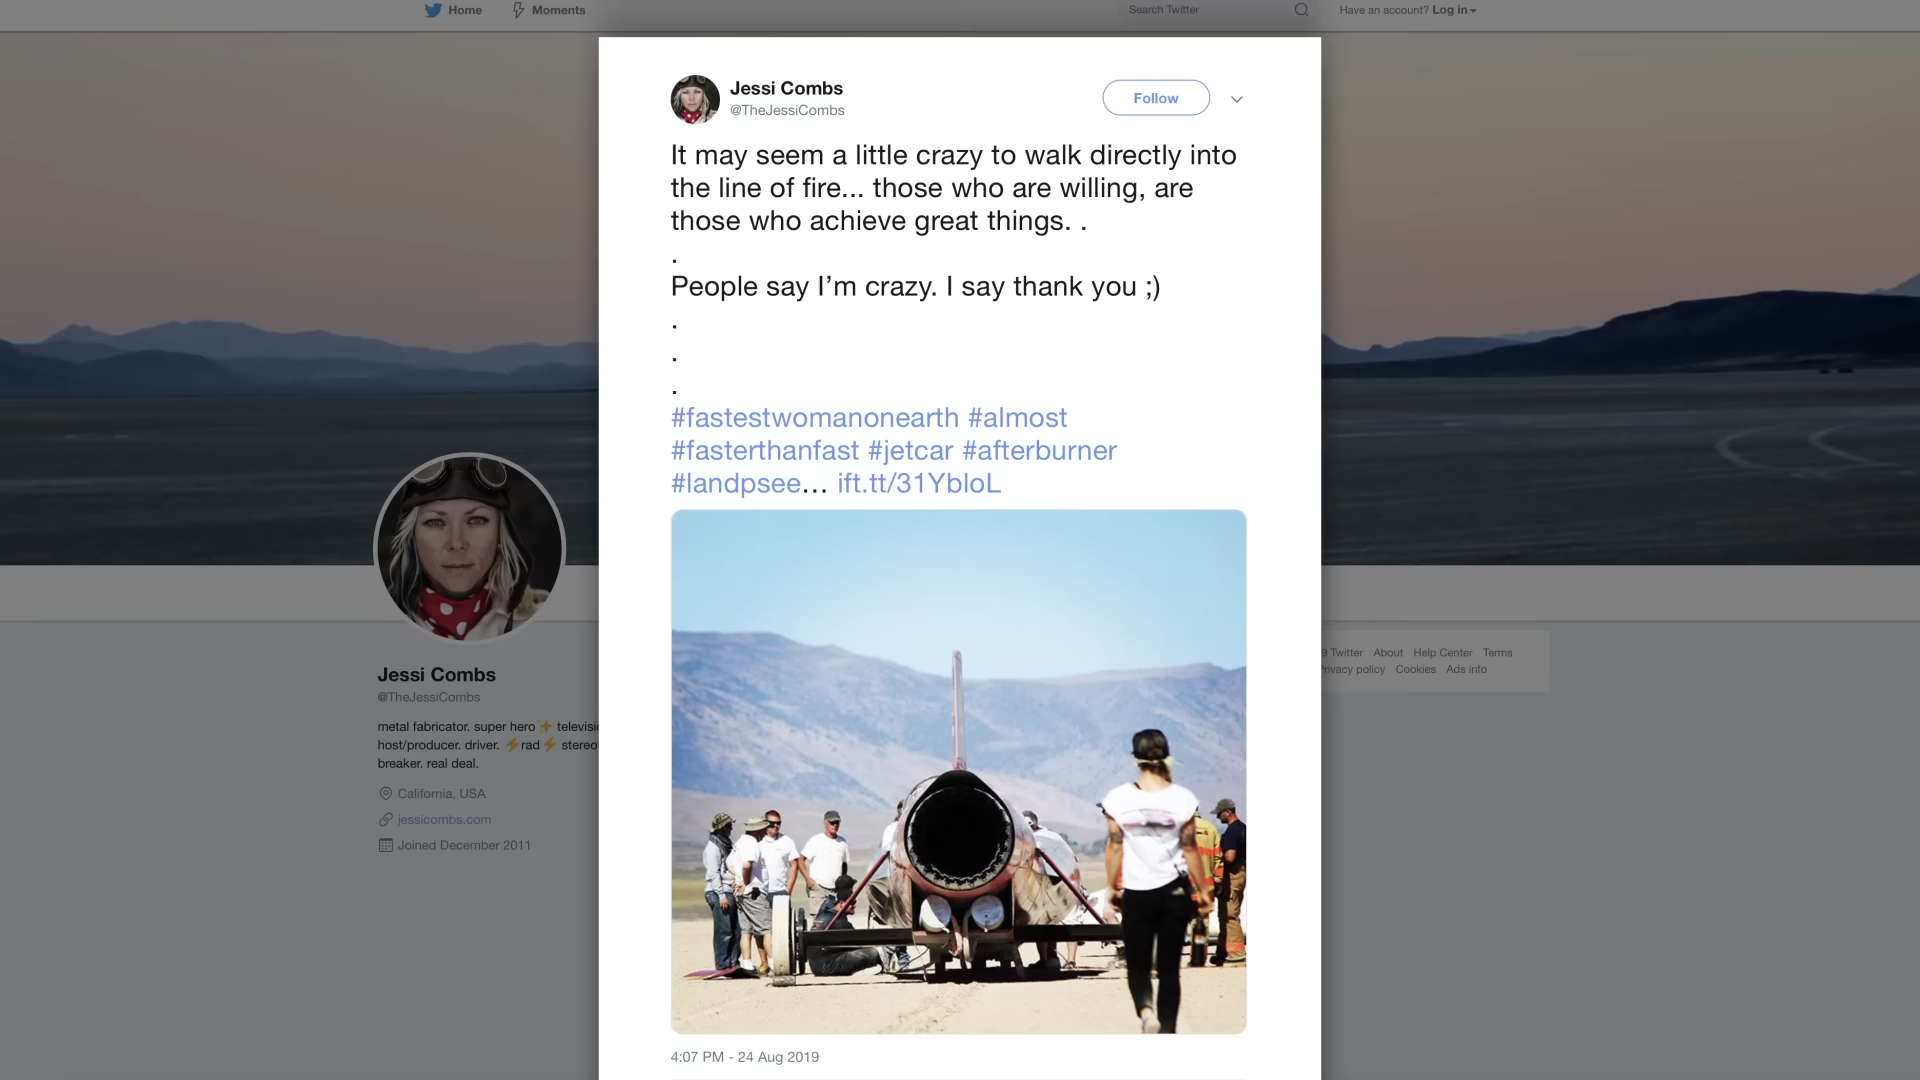 Home Moments Search Twitter Have an account? Log in
Jessi Combs
@TheJessiCombs
Follow
It may seem a little crazy to walk directly into
the line of fire... those who are willing, are
those who achieve great things. .
.
People say I’m crazy. I say thank you ;)
.
.
.
#fastestwomanonearth #almost
#fasterthanfast #jetcar #afterburner
#landpsee… ift.tt/31YbloL
4:07 PM - 24 Aug 2019
Jessi Combs
@TheJessiCombs
metal fabricator. super hero✨
host/producer. driver. ⚡rad⚡
breaker. real deal.
California, USA
jessicombs.com
Joined December 2011
Twitter About Help Center Terms
Privacy policy Cookies Ads info